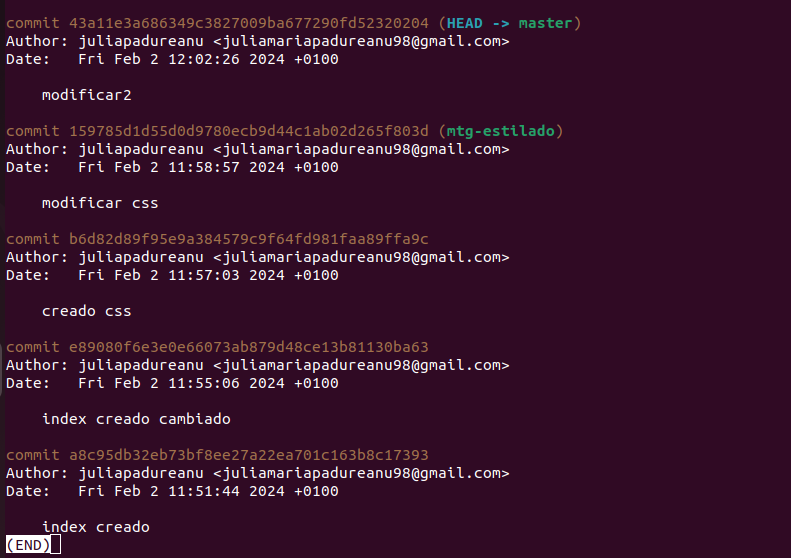 commit 43a11e3a686349c3827009ba677290fd52320204 (HEAD -> master)
Author: juliapadureanu <juliamariapadureanu98@gmail.com>
Date:   Fri Feb 2 12:02:26 2024 +0100
modificar2
commit 159785d1d55d0d9780ecb9d44c1ab02d265f803d (mtg-estilado)
Author: juliapadureanu <juliamariapadureanu98@gmail.com>
Date:   Fri Feb 2 11:58:57 2024 +0100
modificar css
commit b6d82d89f95e9a384579c9f64fd981faa89ffa9c
Author: juliapadureanu <juliamariapadureanu98@gmail.com>
Date:   Fri Feb 2 11:57:03 2024 +0100
creado css
commit e89080f6e3e0e66073ab879d48ce13b81130ba63
Author: juliapadureanu <juliamariapadureanu98@gmail.com>
Date:   Fri Feb 2 11:55:06 2024 +0100
index creado cambiado
commit a8c95db32eb73bf8ee27a22ea701c163b8c17393
Author: juliapadureanu <juliamariapadureanu98@gmail.com>
Date:   Fri Feb 2 11:51:44 2024 +0100
index creado
(END)